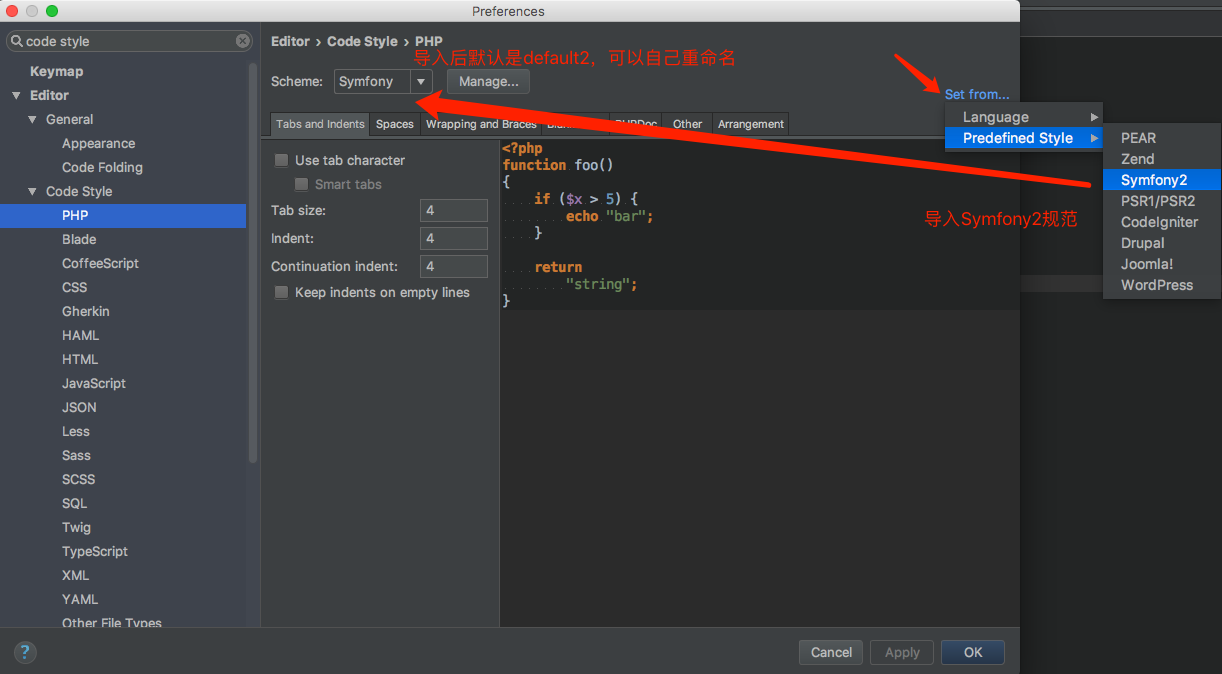 Preferences
code style
Keymap
Editor
General
Appearance
Code Folding
Code Style
PHP
Blade
CoffeeScript
CSS
Gherkin
HAML
HTML
JavaScript
JSON
Less
Sass
SCSS
SQL
Twig
TypeScript
XML
YAML
Other File Types
Editor › Code Style › PHP
导入后默认是default2，可以自己重命名
Scheme: Symfony Manage...
Set from...
Tabs and Indents Spaces Wrapping and Braces PHPDoc Other Arrangement
Use tab character
Smart tabs
Tab size: 4
Indent: 4
Continuation indent: 4
Keep indents on empty lines
<?php
function foo()
{
if ($x > 5) {
echo "bar";
}
return
"string";
}
Language
Predefined Style
PEAR
Zend
Symfony2
PSR1/PSR2
CodeIgniter
Drupal
Joomla!
WordPress
导入Symfony2规范
?
Cancel Apply OK